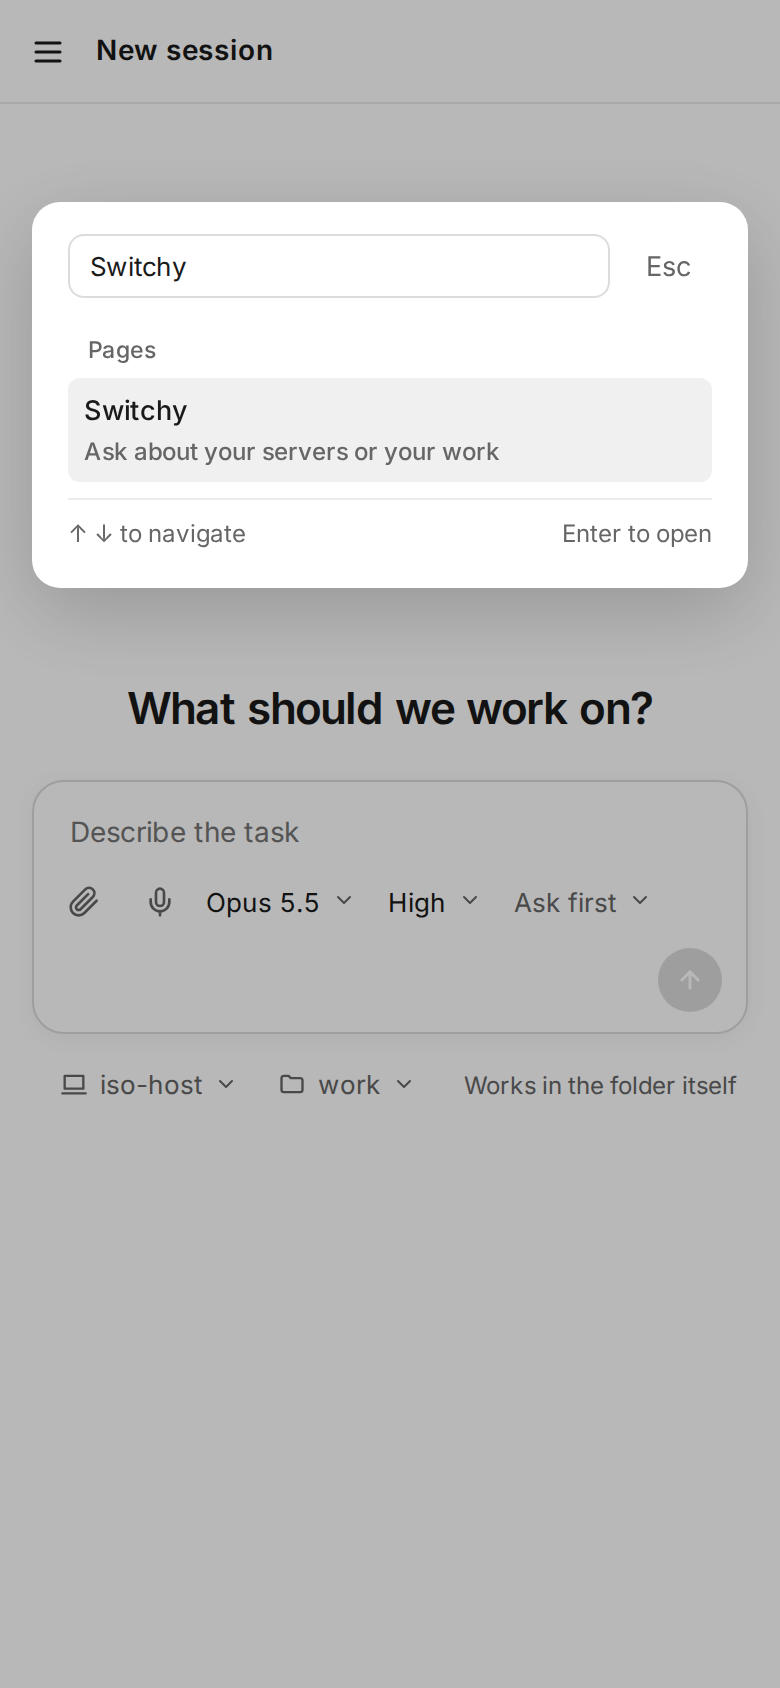 New session
Switchy
Esc
Pages
Switchy
Ask about your servers or your work
↑ ↓ to navigate
Enter to open
What should we work on?
Describe the task
Opus 5.5
High
Ask first
iso-host
work
Works in the folder itself